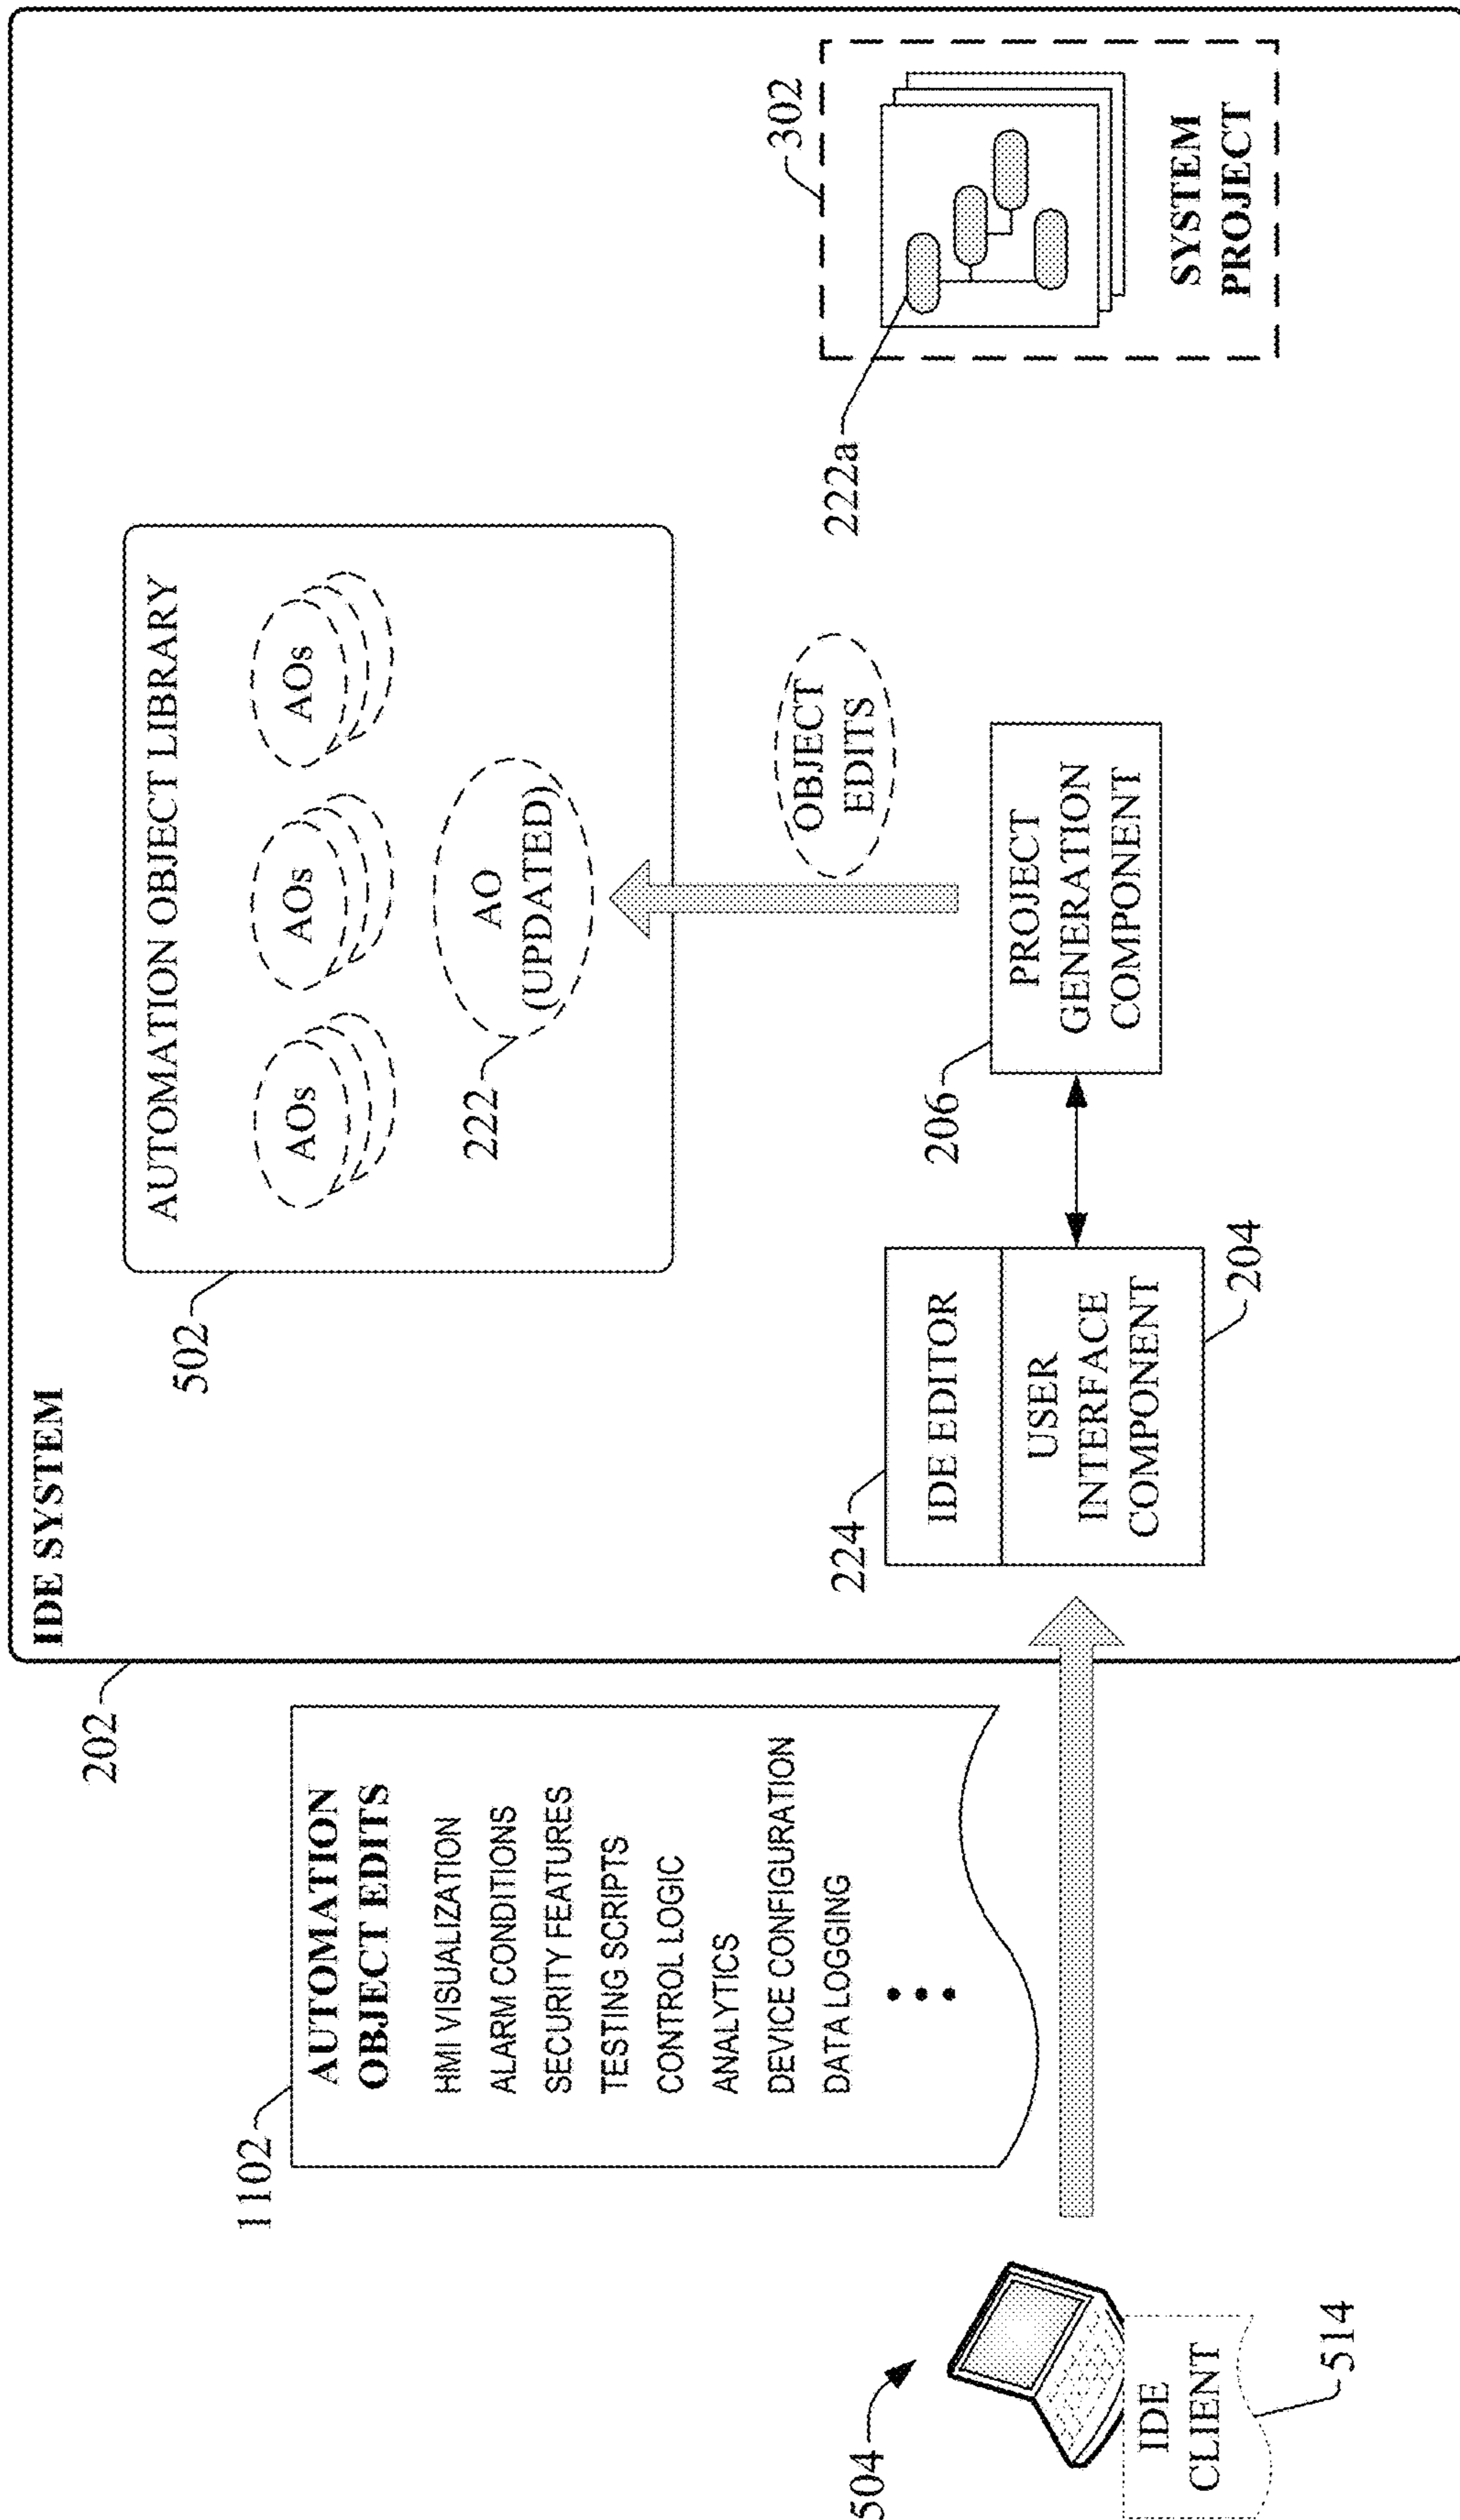 202
IDE SYSTEM
502
AUTOMATION OBJECT LIBRARY
AOs
AOs
AOs
222
AO
(UPDATED)
OBJECT
EDITS
1102
AUTOMATION
OBJECT EDITS
HMI VISUALIZATION
ALARM CONDITIONS
SECURITY FEATURES
TESTING SCRIPTS
CONTROL LOGIC
ANALYTICS
DEVICE CONFIGURATION
DATA LOGGING
504
IDE
CLIENT
514
224
IDE EDITOR
USER
INTERFACE
COMPONENT
204
206
PROJECT
GENERATION
COMPONENT
302
222a
SYSTEM
PROJECT